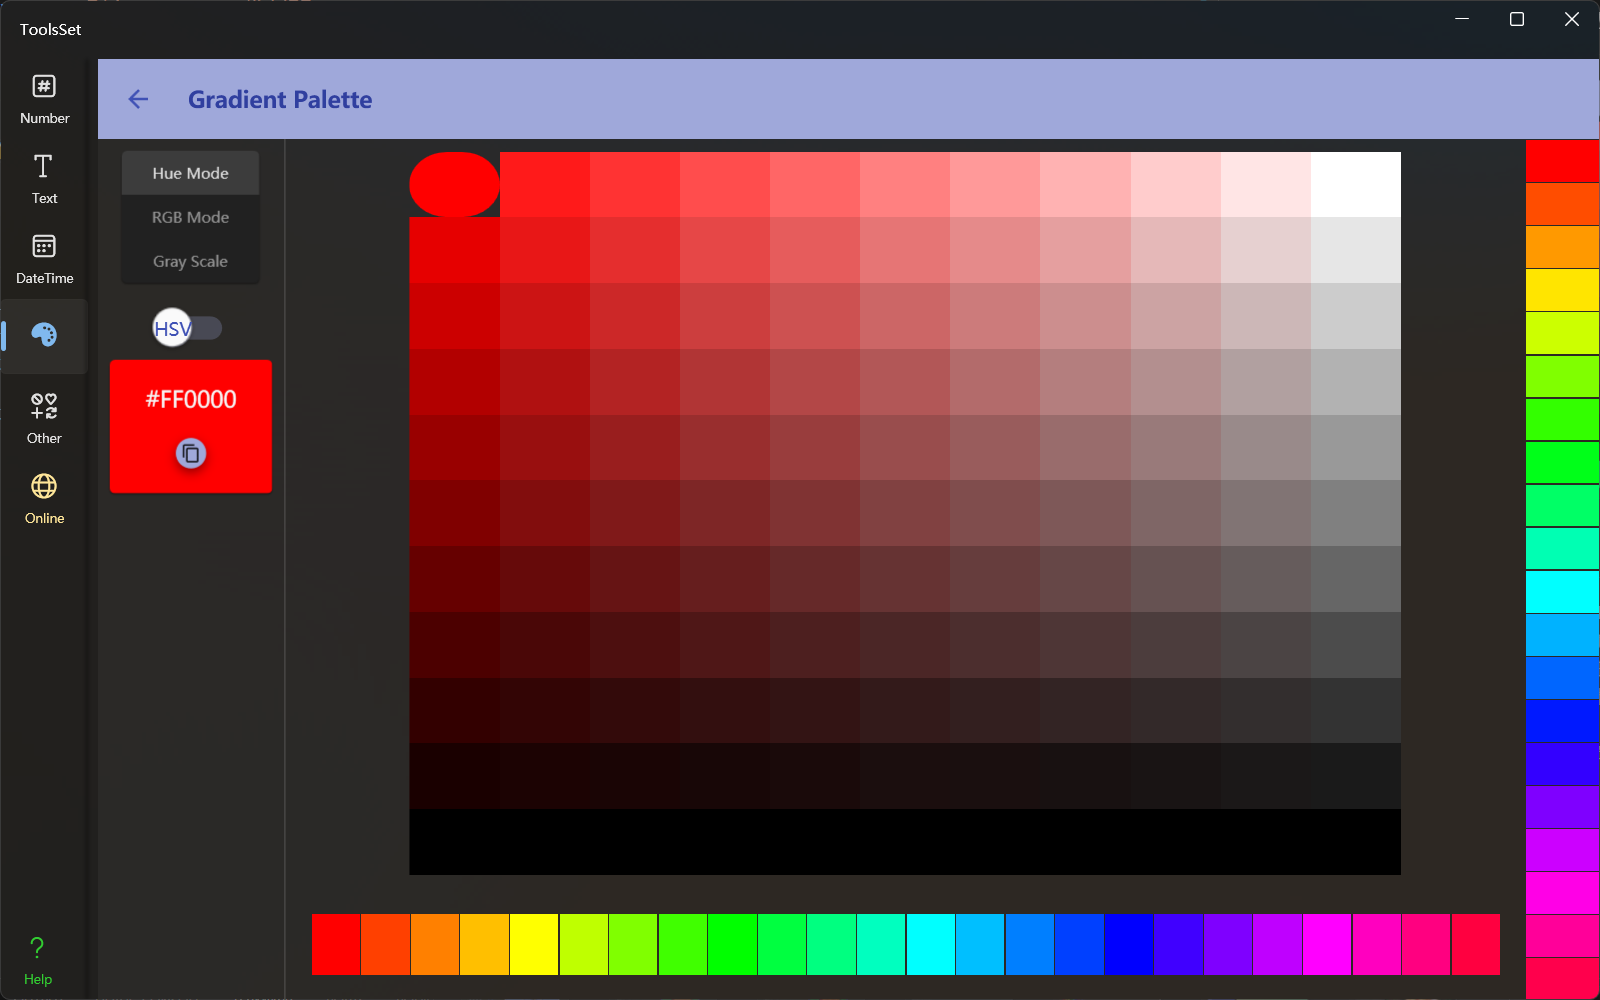 ToolsSet
Number
Text
DateTime
Other
Online
Help
Gradient Palette
Hue Mode
RGB Mode
Gray Scale
HSV
#FF0000